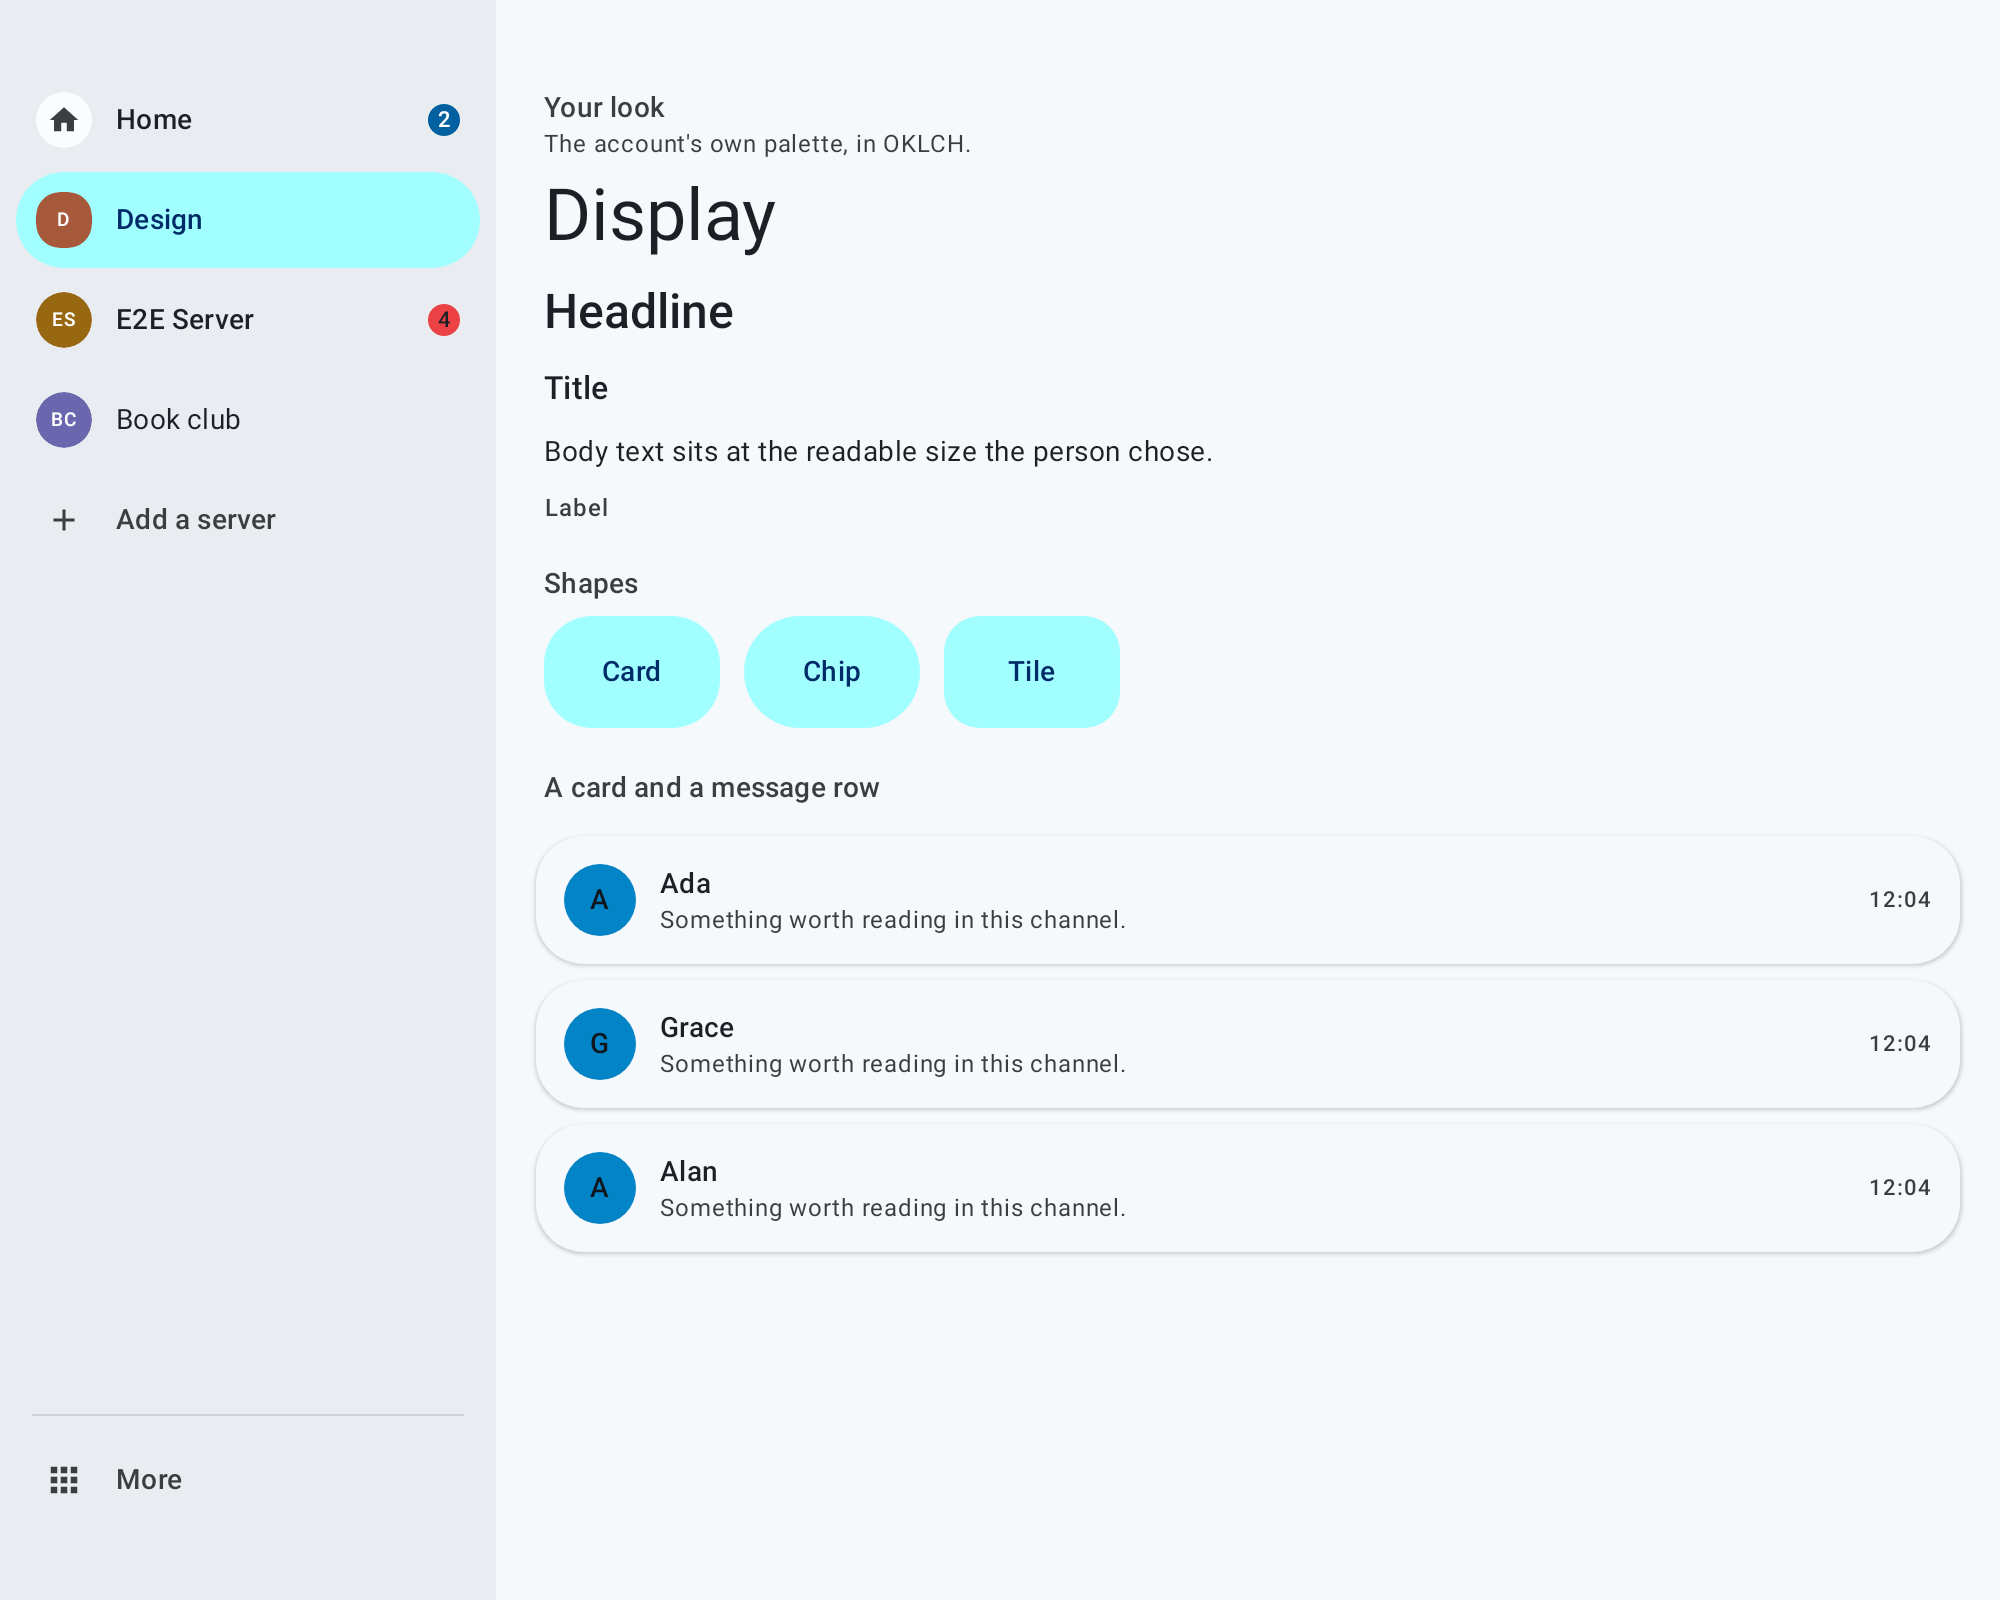 Home
2
D
Design
ES
E2E Server
4
BC
Book club
Add a server
More
Your look
The account's own palette, in OKLCH.
Display
Headline
Title
Body text sits at the readable size the person chose.
Label
Shapes
Card
Chip
Tile
A card and a message row
A
Ada
Something worth reading in this channel.
12:04
G
Grace
Something worth reading in this channel.
12:04
A
Alan
Something worth reading in this channel.
12:04